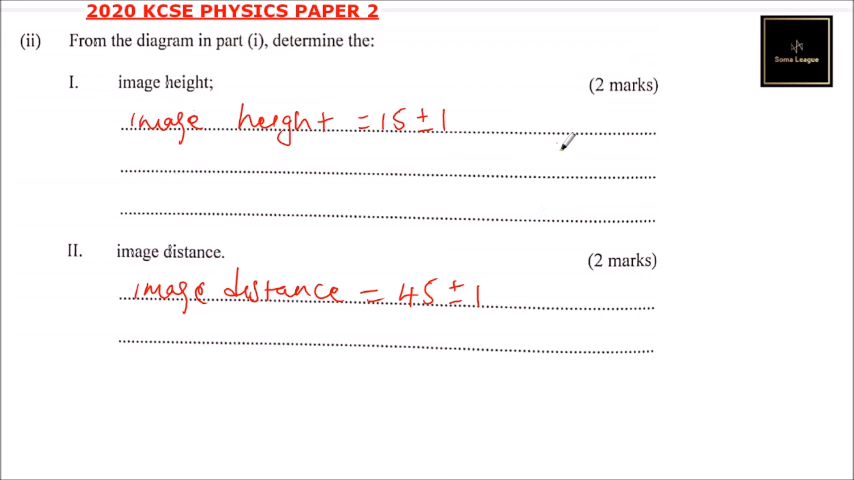 2020 KCSE PHYSICS PAPER 2
(ii) From the diagram in part (i), determine the:
Soma League
I. image height; (2 marks)
image height = 15 ± 1
II. image distance. (2 marks)
image distance = 45 ± 1